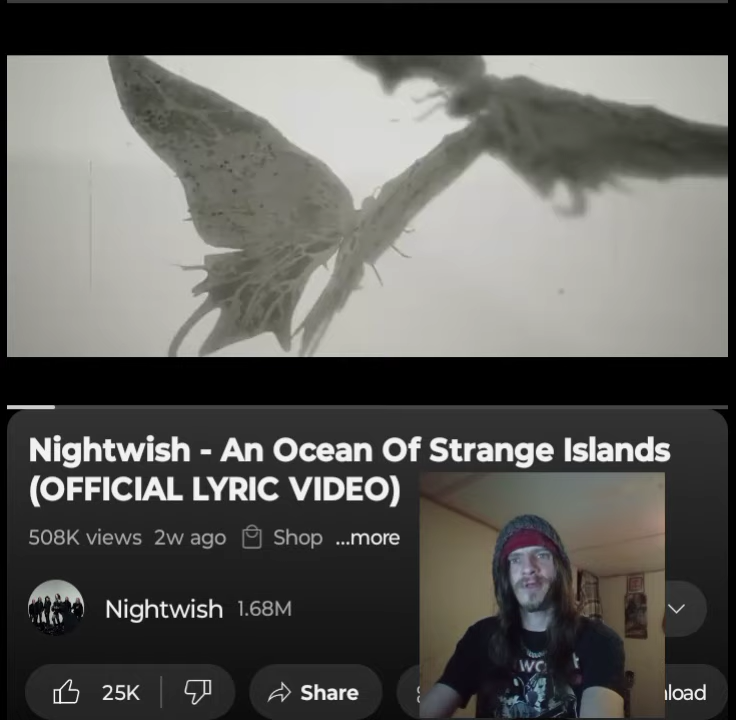 Nightwish - An Ocean Of Strange Islands
(OFFICIAL LYRIC VIDEO)
508K views 2w ago Shop ...more
Nightwish 1.68M
25K Share load